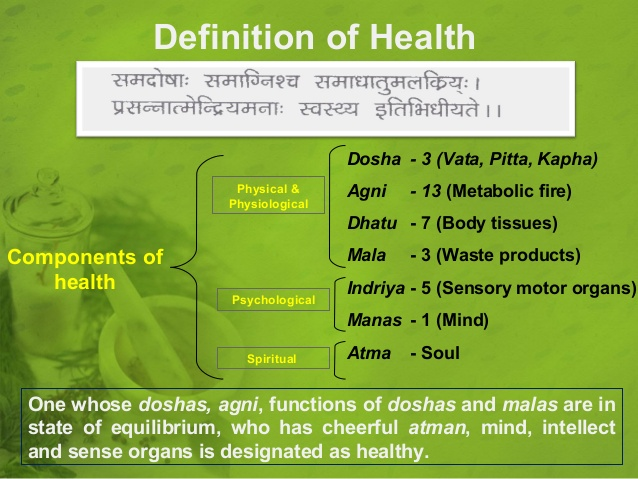 Definition of Health
समदोषाः समाग्निश्च समाधातुमलक्रियः।
प्रसन्नात्मेन्द्रियमनाः स्वस्थ्य इतिभिधीयते।।
Components of
health
Physical &
Physiological
Dosha - 3 (Vata, Pitta, Kapha)
Agni - 13 (Metabolic fire)
Dhatu - 7 (Body tissues)
Mala - 3 (Waste products)
Psychological
Indriya - 5 (Sensory motor organs)
Manas - 1 (Mind)
Spiritual
Atma - Soul
One whose doshas, agni, functions of doshas and malas are in
state of equilibrium, who has cheerful atman, mind, intellect
and sense organs is designated as healthy.